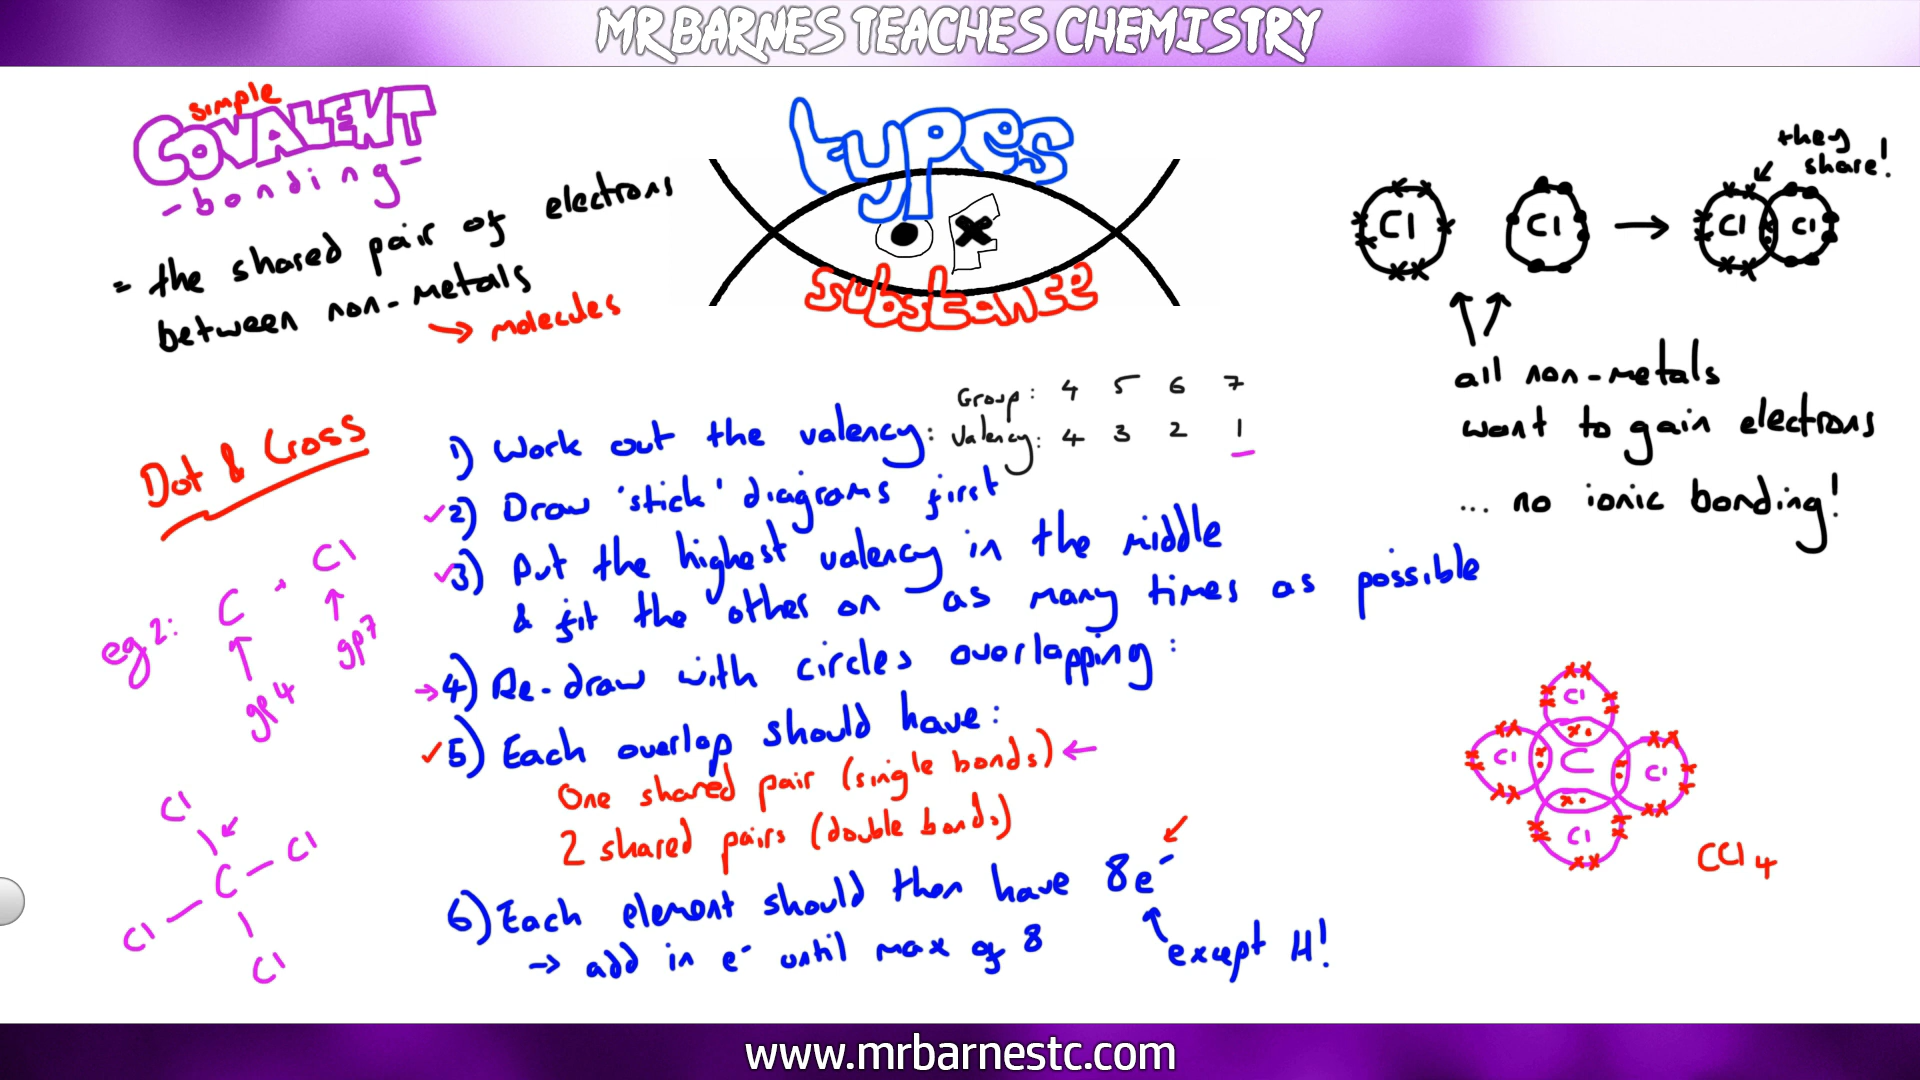 MR BARNES TEACHES CHEMISTRY
simple
COVALENT
- bonding -
= the shared pair of electrons
between non-metals
→ molecules
types
of
substance
Cl
Cl
→
Cl
Cl
they
share!
all non-metals
want to gain electrons
... no ionic bonding!
Dot & Cross
Group: 4 5 6 7
Valency: 4 3 2 1
1) Work out the valency:
✓2) Draw 'stick' diagrams first
✓3) Put the highest valency in the middle
& fit the other on as many times as possible
→4) Re-draw with circles overlapping:
✓5) Each overlap should have:
One shared pair (single bonds) ←
2 shared pairs (double bonds)
6) Each element should then have 8e⁻
→ add in e⁻ until max of 8
except H!
eg 2: C · Cl
gp4
gp7
Cl
Cl
C
Cl
Cl
Cl
Cl
C
Cl
Cl
CCl4
www.mrbarnestc.com